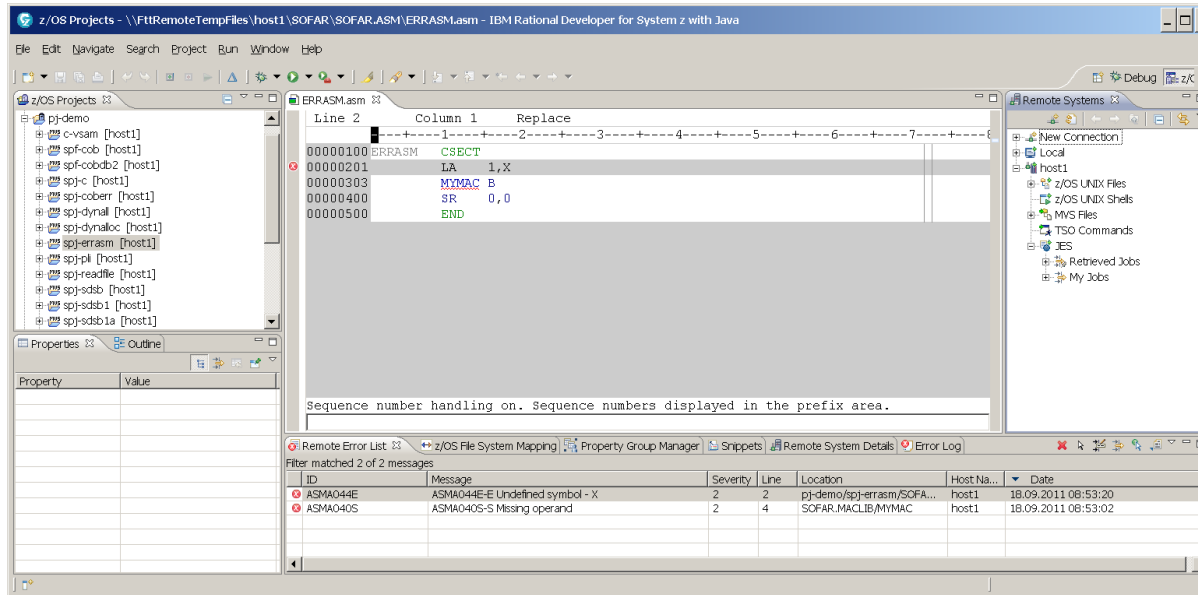 z/OS Projects - \\FttRemoteTempFiles\host1\SOFAR\SOFAR.ASM\ERRASM.asm - IBM Rational Developer for System z with Java
File Edit Navigate Search Project Run Window Help
Debug z/O
z/OS Projects
pj-demo
c-vsam [host1]
spf-cob [host1]
spf-cobdb2 [host1]
spj-c [host1]
spj-coberr [host1]
spj-dynall [host1]
spj-dynalloc [host1]
spj-errasm [host1]
spj-pli [host1]
spj-readfile [host1]
spj-sdsb [host1]
spj-sdsb1 [host1]
spj-sdsb1a [host1]
Properties Outline
Property Value
ERRASM.asm
Line 2 Column 1 Replace
----+----1----+----2----+----3----+----4----+----5----+----6----+----7----+----8
00000100 ERRASM CSECT
00000201 LA 1,X
00000303 MYMAC B
00000400 SR 0,0
00000500 END
Sequence number handling on. Sequence numbers displayed in the prefix area.
Remote Systems
New Connection
Local
host1
z/OS UNIX Files
z/OS UNIX Shells
MVS Files
TSO Commands
JES
Retrieved Jobs
My Jobs
Remote Error List z/OS File System Mapping Property Group Manager Snippets Remote System Details Error Log
Filter matched 2 of 2 messages
ID Message Severity Line Location Host Na... Date
ASMA044E ASMA044E-E Undefined symbol - X 2 2 pj-demo/spj-errasm/SOFA... host1 18.09.2011 08:53:20
ASMA040S ASMA040S-S Missing operand 2 4 SOFAR.MACLIB/MYMAC host1 18.09.2011 08:53:02